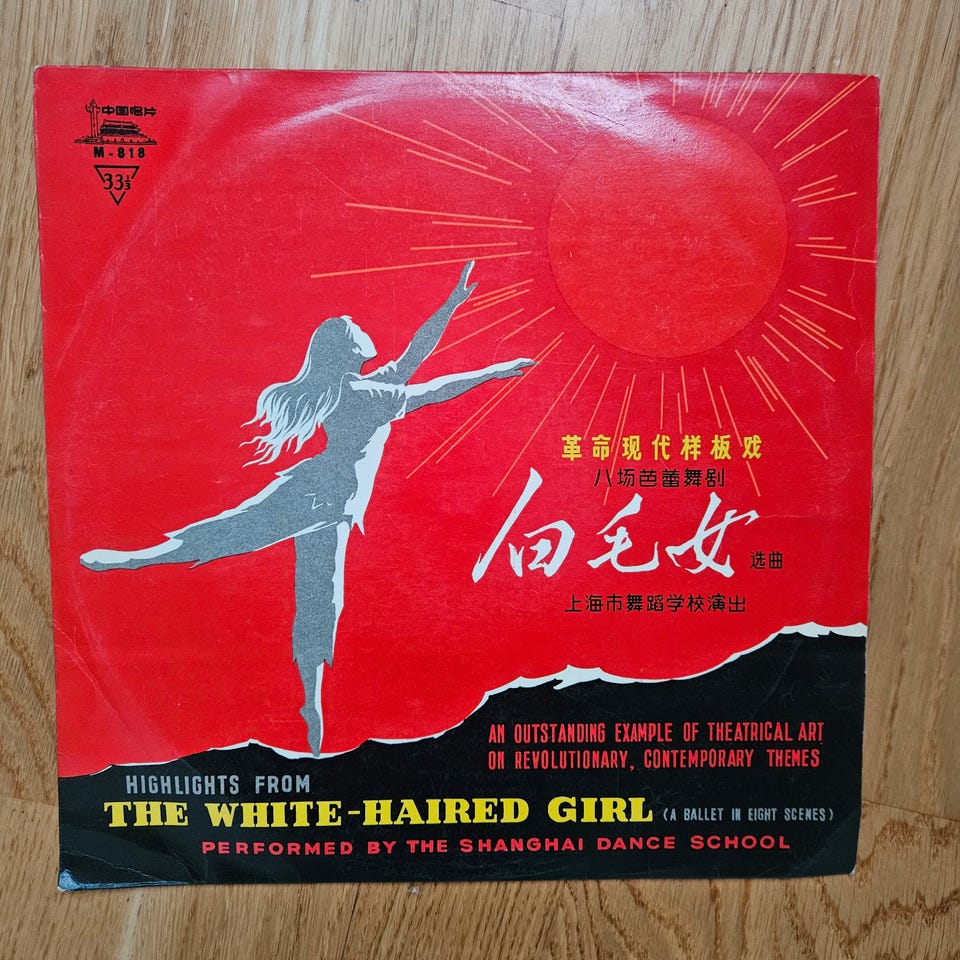 中国唱片
M-818
33⅓
革命现代样板戏
八场芭蕾舞剧
白毛女 选曲
上海市舞蹈学校演出
AN OUTSTANDING EXAMPLE OF THEATRICAL ART
ON REVOLUTIONARY, CONTEMPORARY THEMES
HIGHLIGHTS FROM
THE WHITE-HAIRED GIRL (A BALLET IN EIGHT SCENES)
PERFORMED BY THE SHANGHAI DANCE SCHOOL